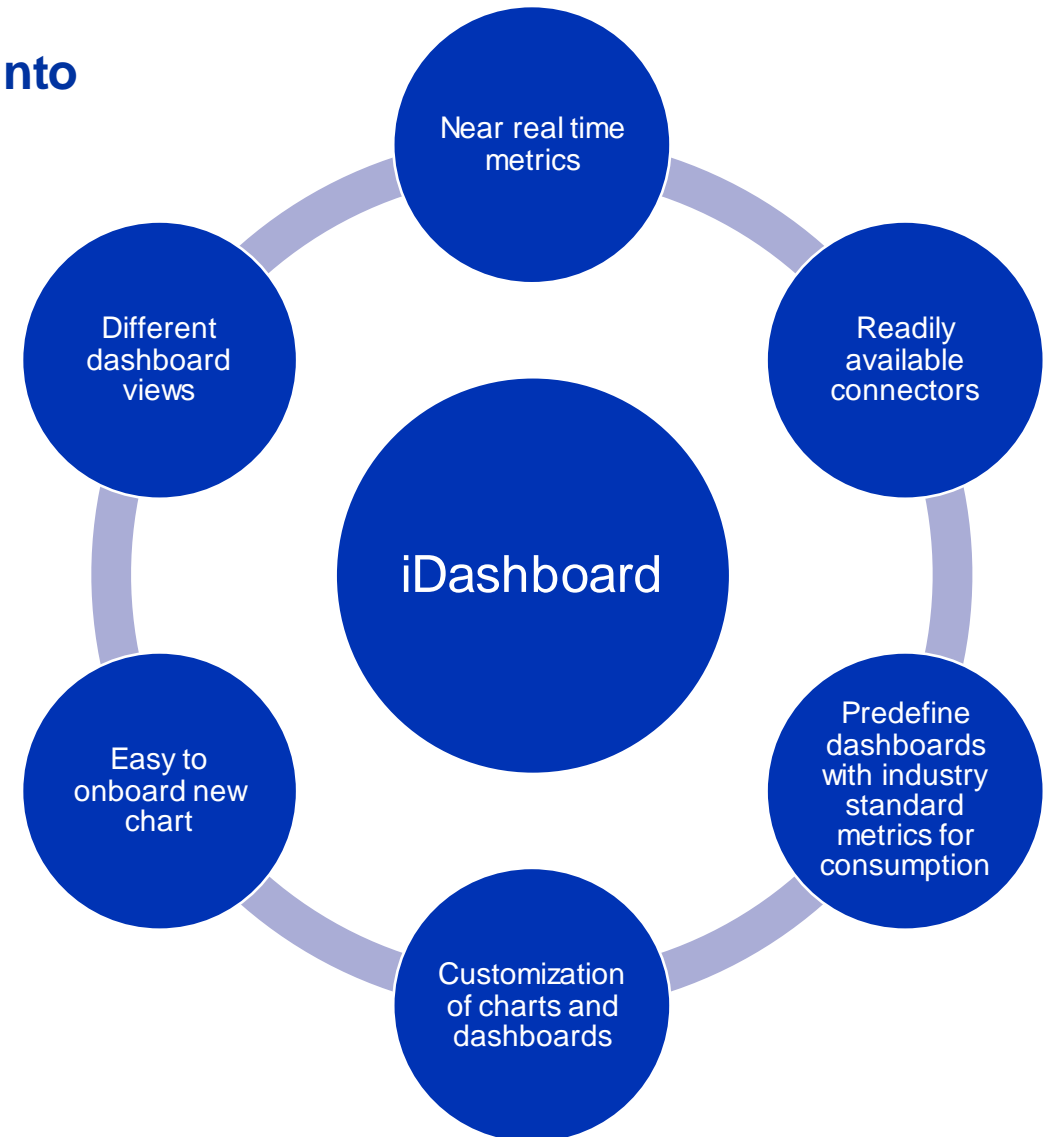 nto
Near real time
metrics
Different
dashboard
views
Readily
available
connectors
iDashboard
Easy to
onboard new
chart
Predefine
dashboards
with industry
standard
metrics for
consumption
Customization
of charts and
dashboards